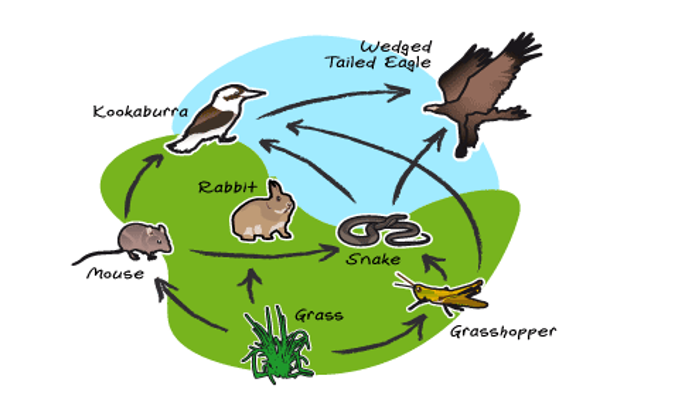 Wedged
Tailed Eagle
Kookaburra
Rabbit
Snake
Mouse
Grass
Grasshopper